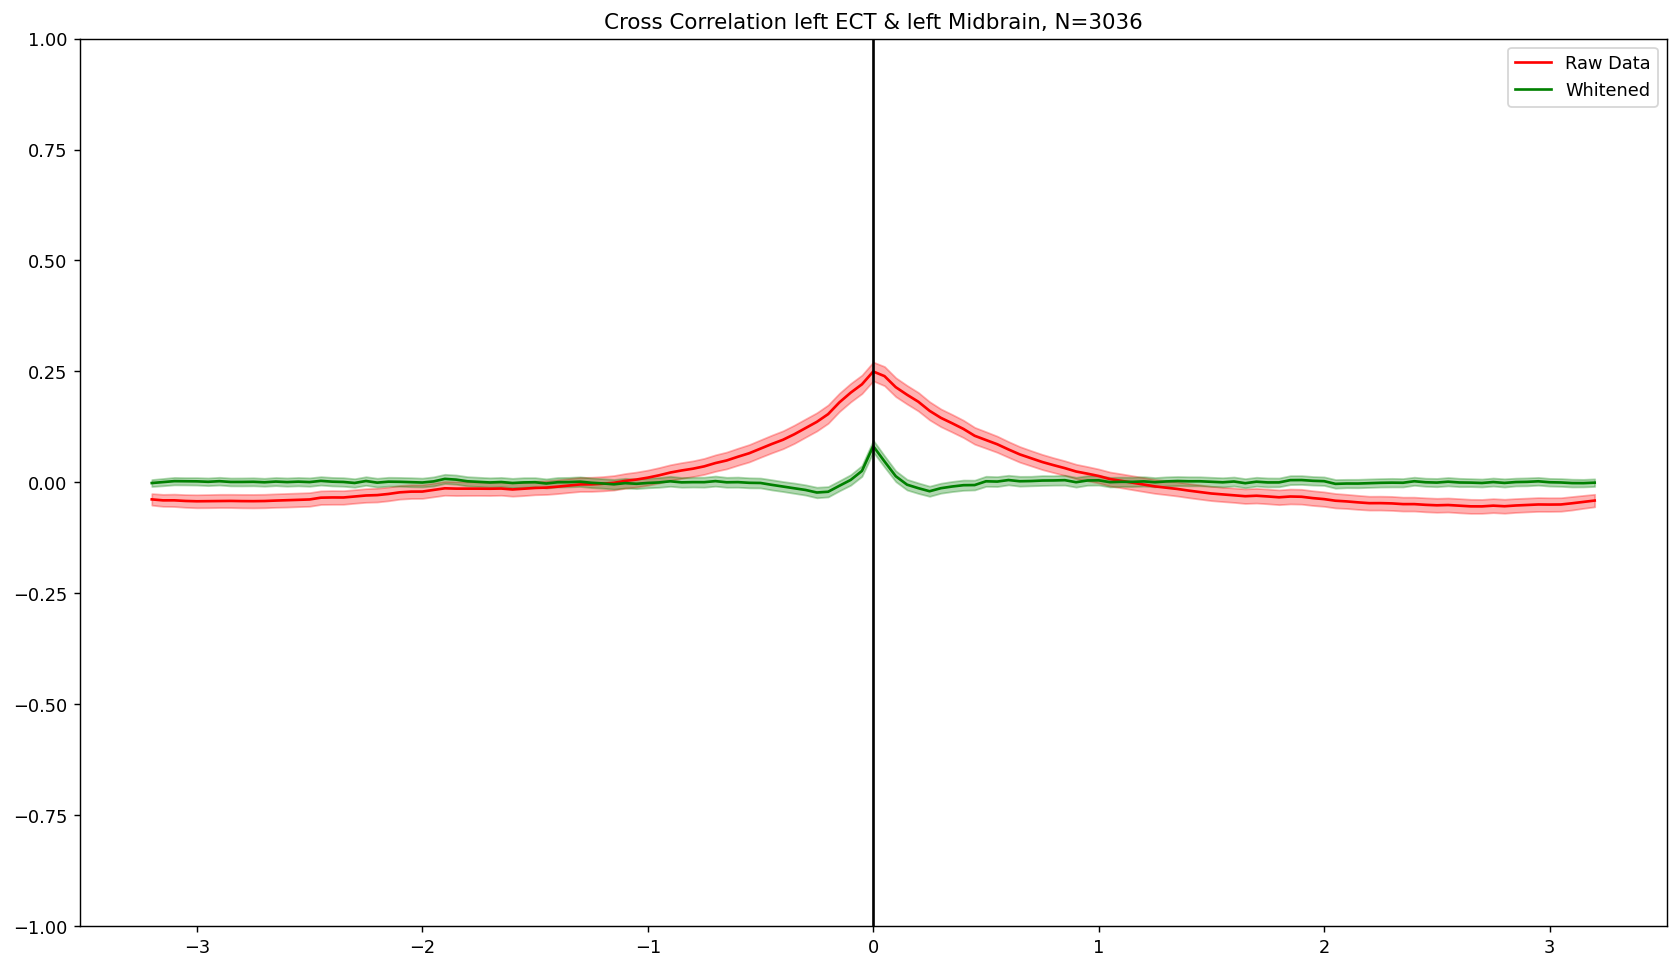 Cross Correlation left ECT & left Midbrain, N=3036
Raw Data
Whitened
1.00
0.75
0.50
0.25
0.00
−0.25
−0.50
−0.75
−1.00
−3 −2 −1 0 1 2 3